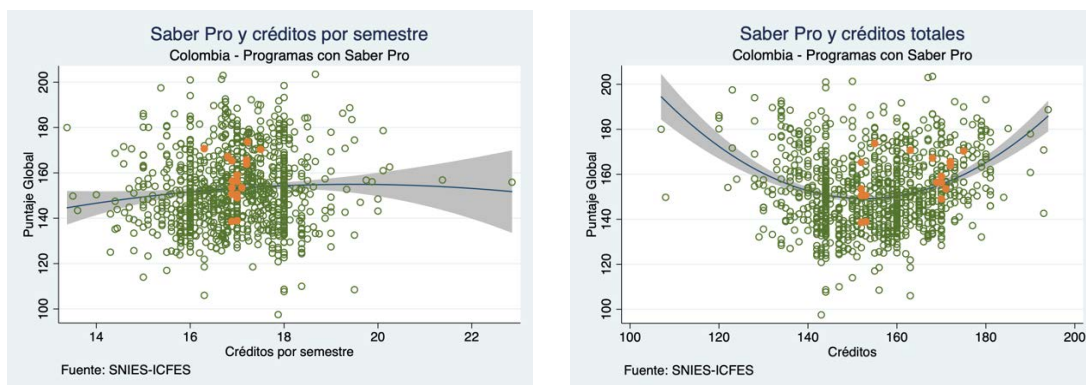 Saber Pro y créditos por semestre
Colombia - Programas con Saber Pro
Puntaje Global
200
180
160
140
120
100
14
16
18
20
22
Créditos por semestre
Fuente: SNIES-ICFES
Saber Pro y créditos totales
Colombia - Programas con Saber Pro
Puntaje Global
200
180
160
140
120
100
100
120
140
160
180
200
Créditos
Fuente: SNIES-ICFES